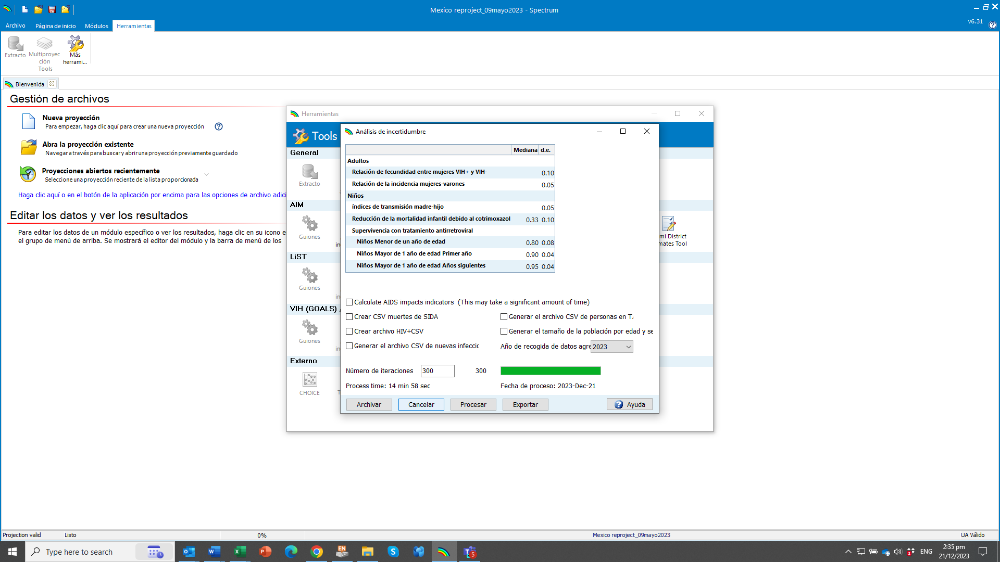 Mexico reproject_09mayo2023 - Spectrum
Archivo Página de inicio Módulos Herramientas
v6.31
Extracto
Multiproyec
ción
Tools
Más
herrami...
Bienvenida
Gestión de archivos
Nueva proyección
Para empezar, haga clic aquí para crear una nueva proyección
Abra la proyección existente
Navegar a través para buscar y abrir una proyección previamente guardado
Proyecciones abiertos recientemente
Seleccione una proyección reciente de la lista proporcionada
Haga clic aquí o en el botón de la aplicación por encima para las opciones de archivo adici
Editar los datos y ver los resultados
Para editar los datos de un módulo específico o ver los resultados, haga clic en su icono e
el grupo de menú de arriba. Se mostrará el editor del módulo y la barra de menú de los
Herramientas
Tools
General
Extracto
AIM
Guiones
in
mi District
mates Tool
LiST
Guiones
in
VIH (GOALS)
Guiones
in
Externo
CHOICE
T
Análisis de incertidumbre
Mediana d.e.
Adultos
Relación de fecundidad entre mujeres VIH+ y VIH- 0.10
Relación de la incidencia mujeres-varones 0.05
Niños
índices de transmisión madre-hijo 0.05
Reducción de la mortalidad infantil debido al cotrimoxazol 0.33 0.10
Supervivencia con tratamiento antirretroviral
Niños Menor de un año de edad 0.80 0.08
Niños Mayor de 1 año de edad Primer año 0.90 0.04
Niños Mayor de 1 año de edad Años siguientes 0.95 0.04
Calculate AIDS impacts indicators (This may take a significant amount of time)
Crear CSV muertes de SIDA Generar el archivo CSV de personas en TA
Crear archivo HIV+CSV Generar el tamaño de la población por edad y se
Generar el archivo CSV de nuevas infeccio Año de recogida de datos agre 2023
Número de iteraciones 300 300
Process time: 14 min 58 sec Fecha de proceso: 2023-Dec-21
Archivar Cancelar Procesar Exportar Ayuda
Projection valid Listo 0% Mexico reproject_09mayo2023 UA Válido
Type here to search
EN
5
2
ENG
2:35 pm
21/12/2023